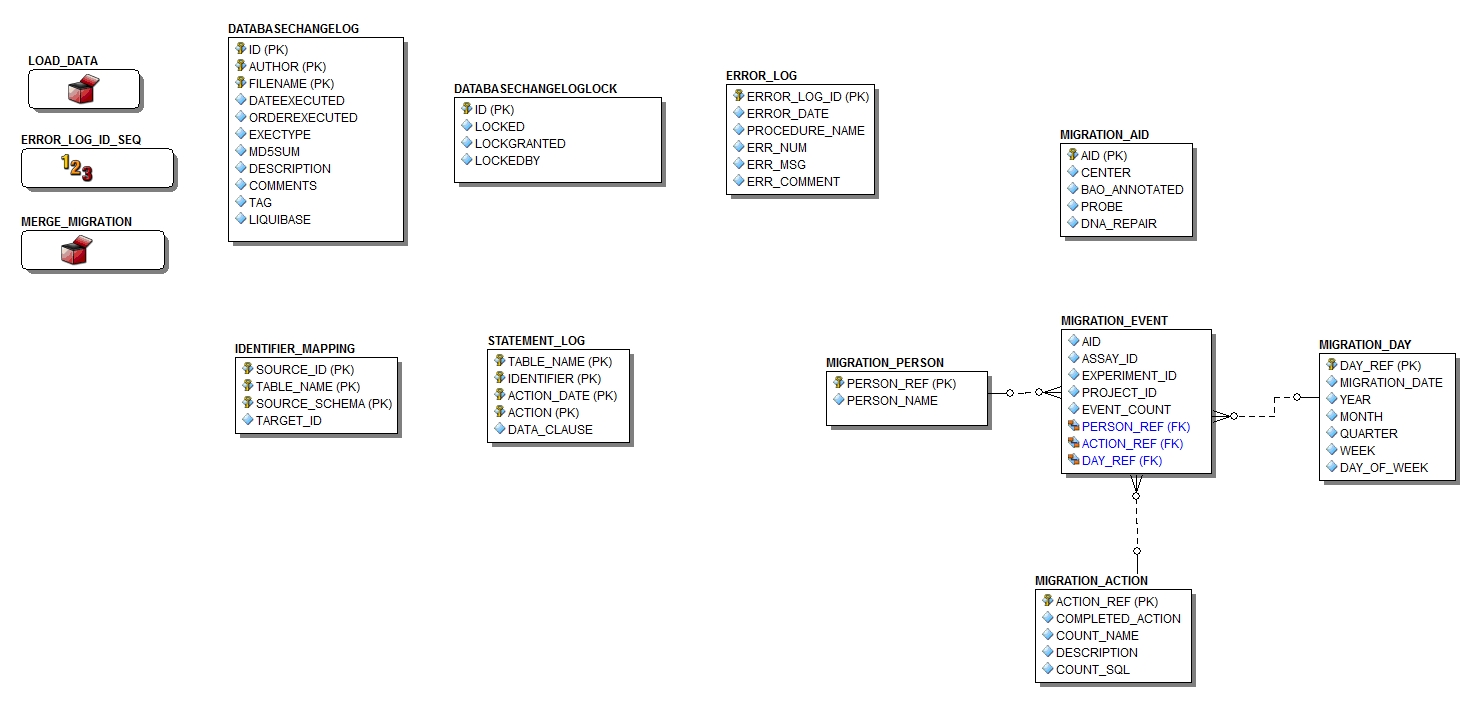 LOAD_DATA
ERROR_LOG_ID_SEQ
123
MERGE_MIGRATION
DATABASECHANGELOG
ID (PK)
AUTHOR (PK)
FILENAME (PK)
DATEEXECUTED
ORDEREXECUTED
EXECTYPE
MD5SUM
DESCRIPTION
COMMENTS
TAG
LIQUIBASE
DATABASECHANGELOGLOCK
ID (PK)
LOCKED
LOCKGRANTED
LOCKEDBY
ERROR_LOG
ERROR_LOG_ID (PK)
ERROR_DATE
PROCEDURE_NAME
ERR_NUM
ERR_MSG
ERR_COMMENT
MIGRATION_AID
AID (PK)
CENTER
BAO_ANNOTATED
PROBE
DNA_REPAIR
IDENTIFIER_MAPPING
SOURCE_ID (PK)
TABLE_NAME (PK)
SOURCE_SCHEMA (PK)
TARGET_ID
STATEMENT_LOG
TABLE_NAME (PK)
IDENTIFIER (PK)
ACTION_DATE (PK)
ACTION (PK)
DATA_CLAUSE
MIGRATION_PERSON
PERSON_REF (PK)
PERSON_NAME
MIGRATION_EVENT
AID
ASSAY_ID
EXPERIMENT_ID
PROJECT_ID
EVENT_COUNT
PERSON_REF (FK)
ACTION_REF (FK)
DAY_REF (FK)
MIGRATION_DAY
DAY_REF (PK)
MIGRATION_DATE
YEAR
MONTH
QUARTER
WEEK
DAY_OF_WEEK
MIGRATION_ACTION
ACTION_REF (PK)
COMPLETED_ACTION
COUNT_NAME
DESCRIPTION
COUNT_SQL